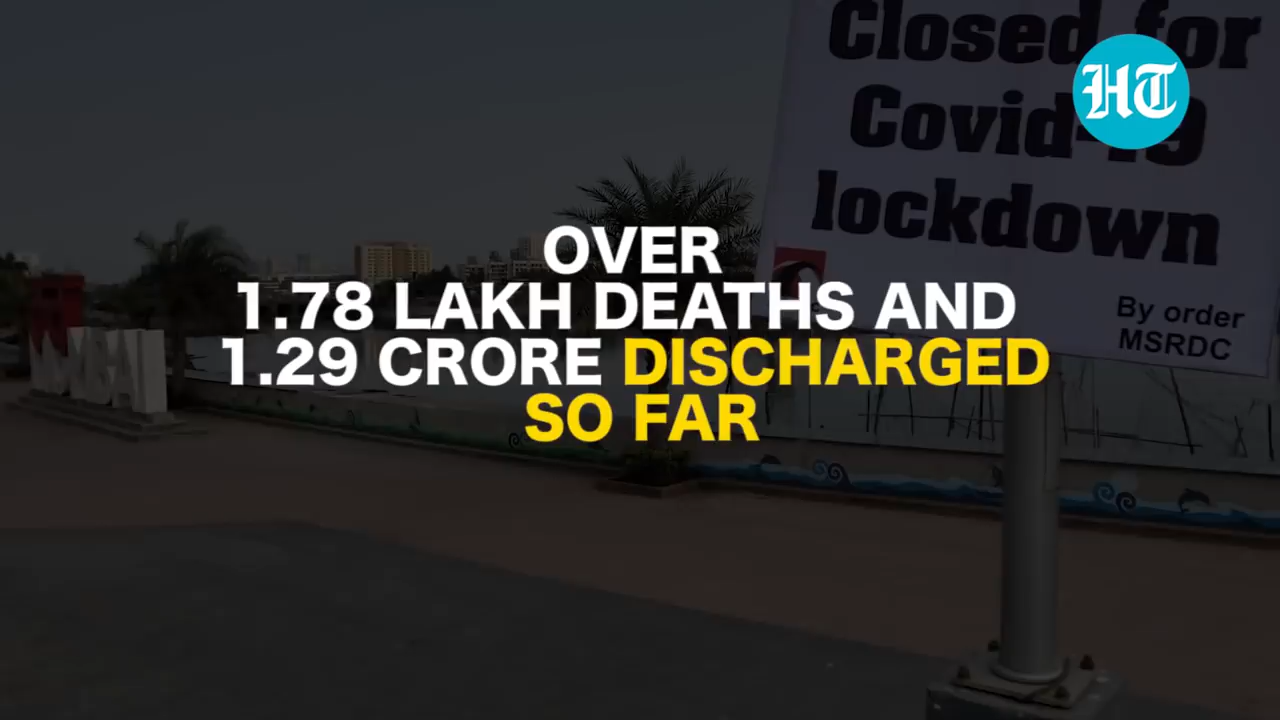 Closed for
Covid-19
lockdown
By order
MSRDC
HT
OVER
1.78 LAKH DEATHS AND
1.29 CRORE DISCHARGED
SO FAR
MUMBAI